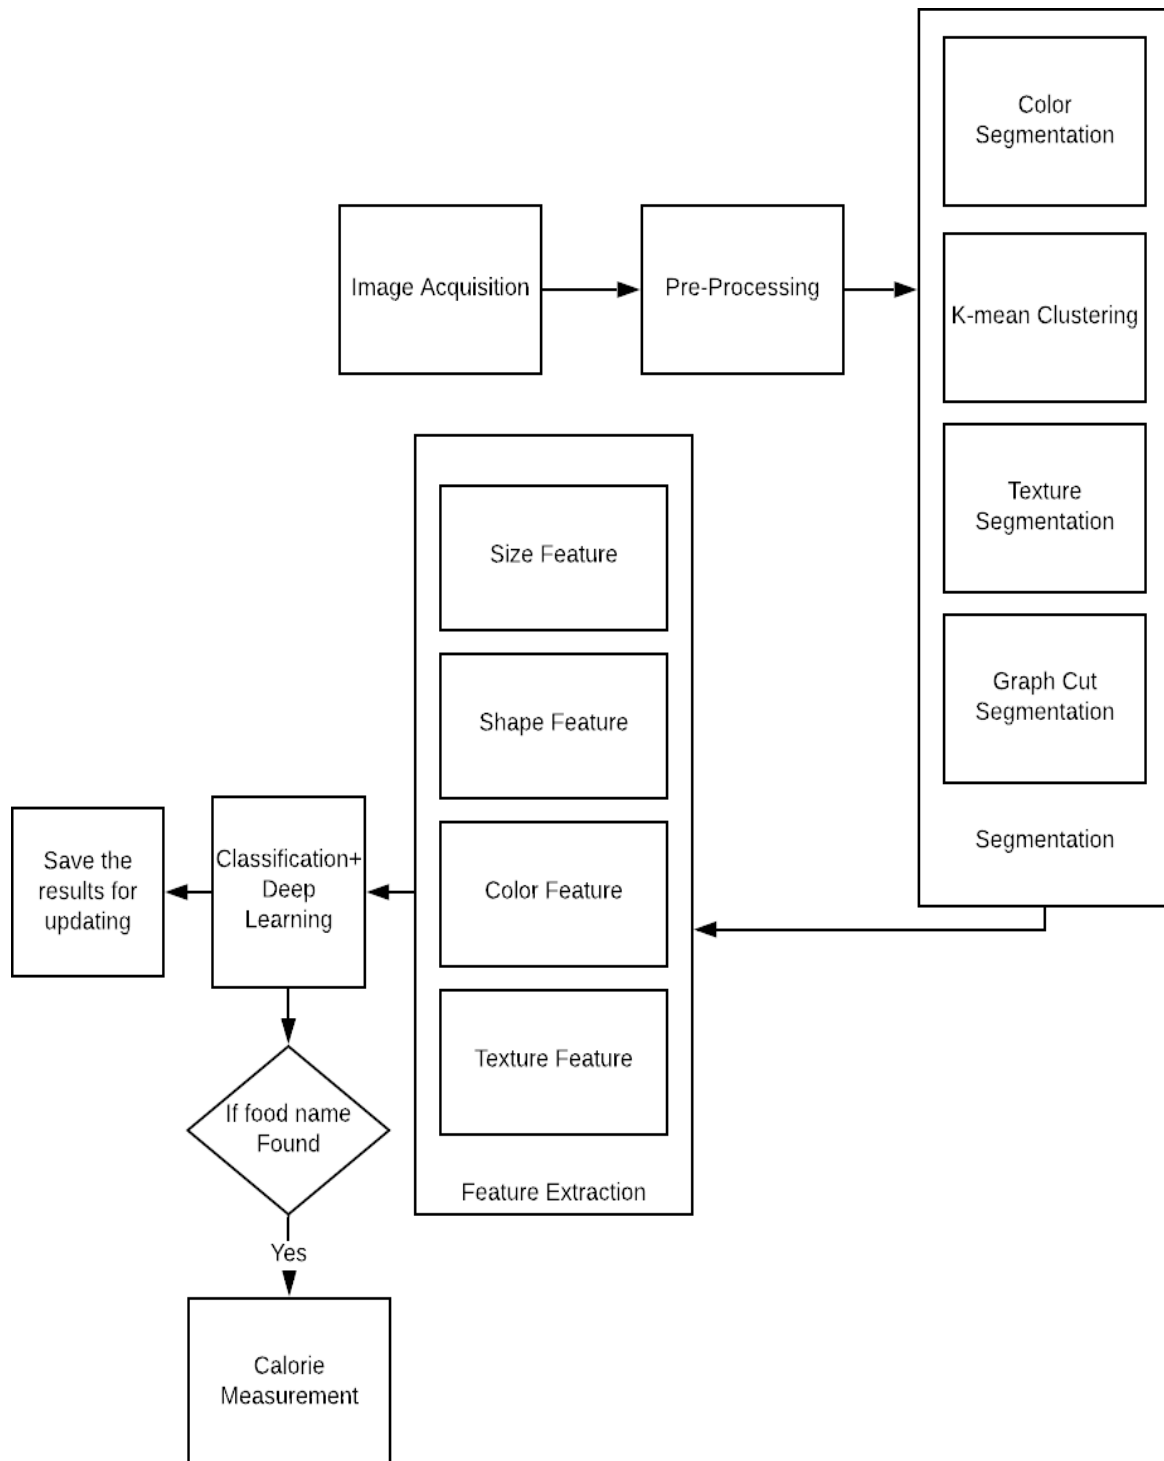 Image Acquisition
Pre-Processing
Color
Segmentation
K-mean Clustering
Texture
Segmentation
Graph Cut
Segmentation
Segmentation
Size Feature
Shape Feature
Color Feature
Texture Feature
Feature Extraction
Classification+
Deep
Learning
Save the
results for
updating
If food name
Found
Yes
Calorie
Measurement